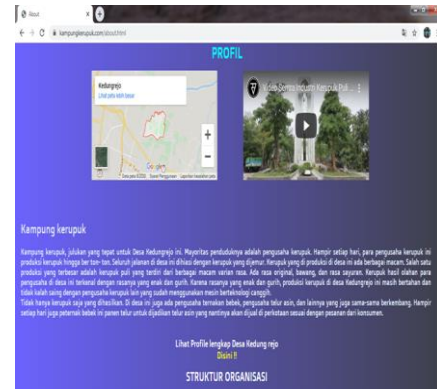 About
kampungkerupuk.com/about.html
PROFIL
Kedungrejo
Lihat peta lebih besar
Google
Video Sentra Industri Kerupuk Puli ...
Kampung kerupuk
Kampung kerupuk, julukan yang tepat untuk Desa Kedungrejo ini. Mayoritas penduduknya adalah pengusaha kerupuk. Hampir setiap hari, para pengusaha kerupuk ini
produksi kerupuk hingga ber ton- ton. Seluruh jalanan di desa ini dihiasi dengan kerupuk yang dijemur. Kerupuk yang di produksi di desa ini ada berbagai macam. Salah satu
produksi yang terbesar adalah kerupuk puli yang terdiri dari berbagai macam varian rasa. Ada rasa original, bawang, dan rasa sayuran. Kerupuk hasil olahan para
pengusaha di desa ini terkenal dengan rasanya yang enak dan gurih. Karena rasanya yang enak dan gurih, produksi kerupuk di desa Kedungrejo ini masih bertahan dan
tidak kalah saing dengan pengusaha kerupuk lain yang sudah menggunakan mesin berteknologi canggih.
Tidak hanya kerupuk saja yang dihasilkan. Di desa ini juga ada pengusaha ternakan bebek, pengusaha telur asin, dan lainnya yang juga sama-sama berkembang. Hampir
setiap hari juga peternak bebek ini panen telur untuk dijadikan telur asin yang nantinya akan dijual di perkotaan sesuai dengan pesanan dari konsumen.
Lihat Profile lengkap Desa Kedung rejo
Disini !!
STRUKTUR ORGANISASI